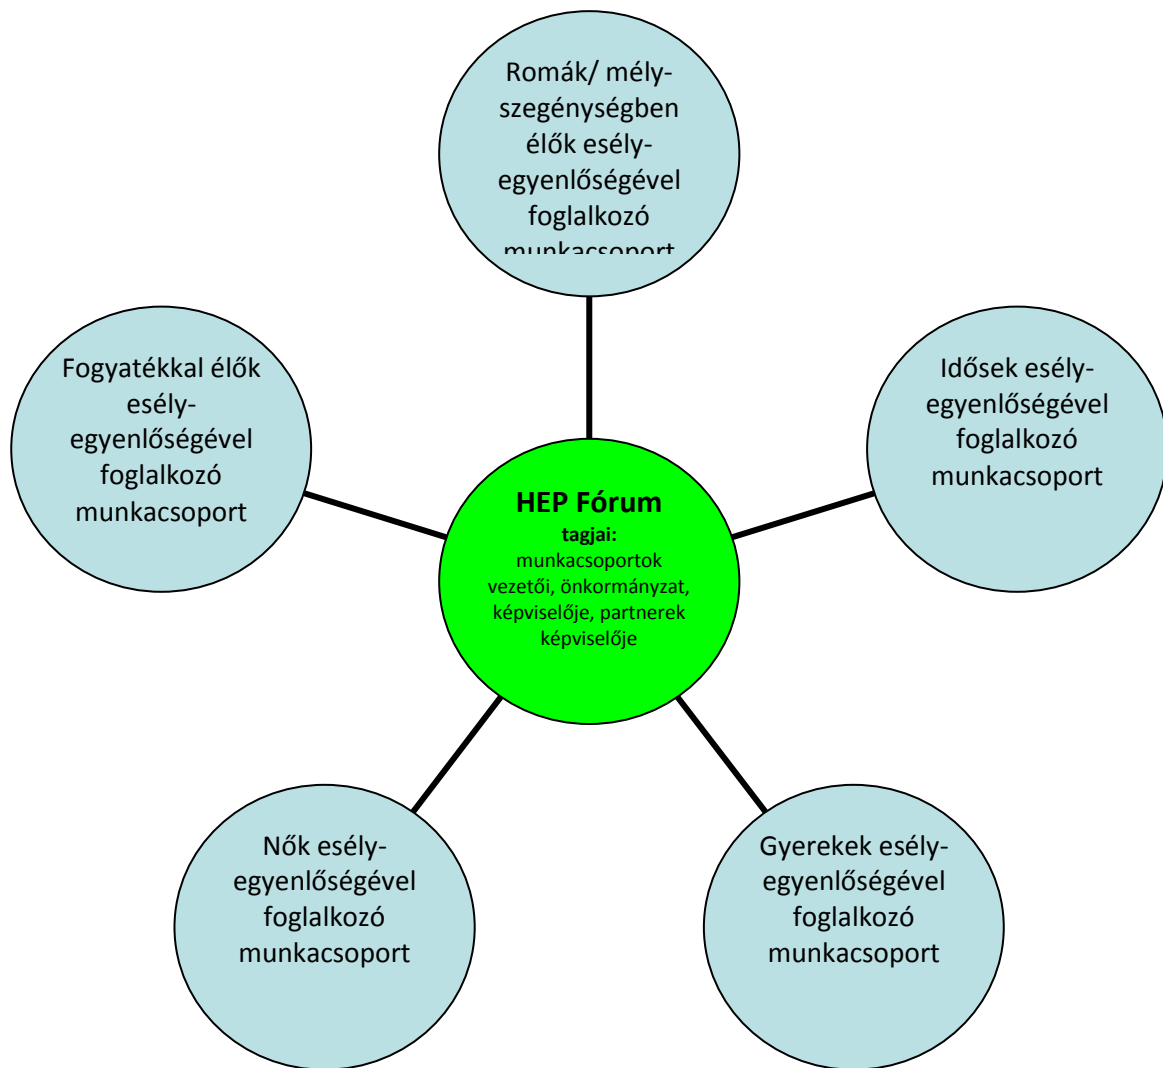 Romák/ mély-
szegénységben
élők esély-
egyenlőségével
foglalkozó
munkacsoport
Fogyatékkal élők
esély-
egyenlőségével
foglalkozó
munkacsoport
Idősek esély-
egyenlőségével
foglalkozó
munkacsoport
HEP Fórum
tagjai:
munkacsoportok
vezetői, önkormányzat,
képviselője, partnerek
képviselője
Nők esély-
egyenlőségével
foglalkozó
munkacsoport
Gyerekek esély-
egyenlőségével
foglalkozó
munkacsoport